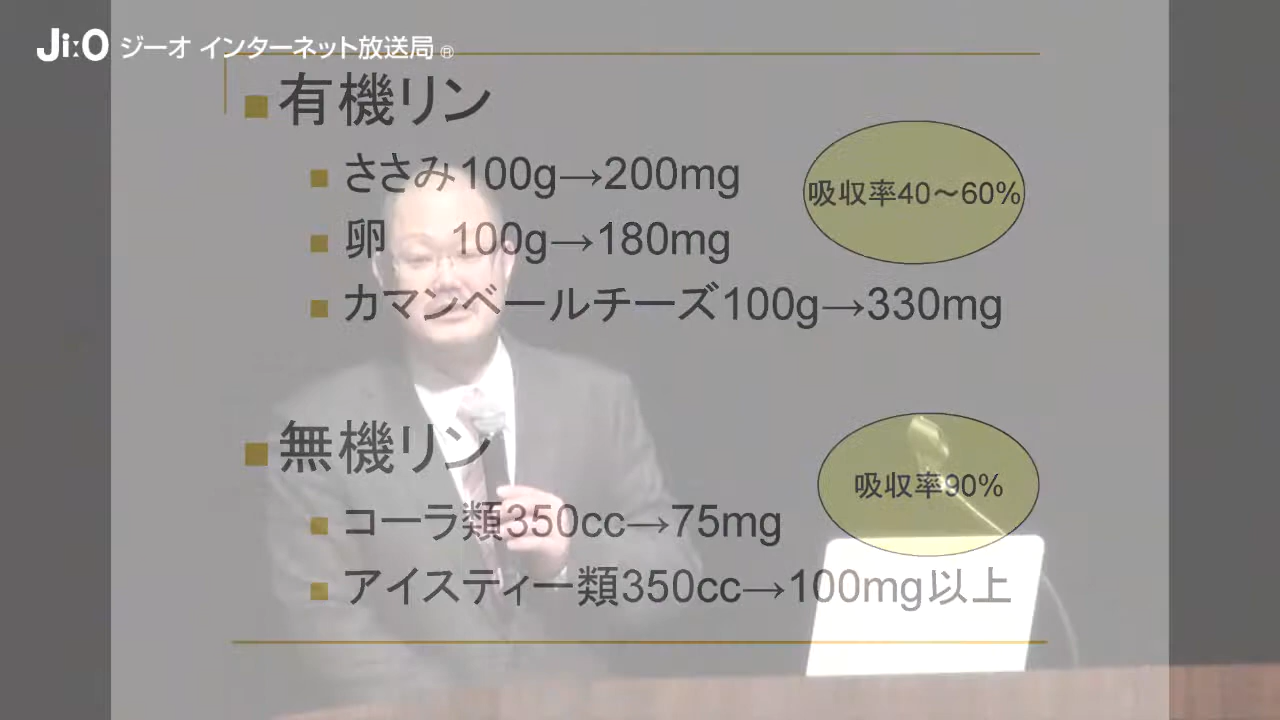 Ji:O ジーオ インターネット放送局 ®
有機リン
ささみ100g→200mg
吸収率40～60%
卵 100g→180mg
カマンベールチーズ100g→330mg
無機リン
吸収率90%
コーラ類350cc→75mg
アイスティー類350cc→100mg以上